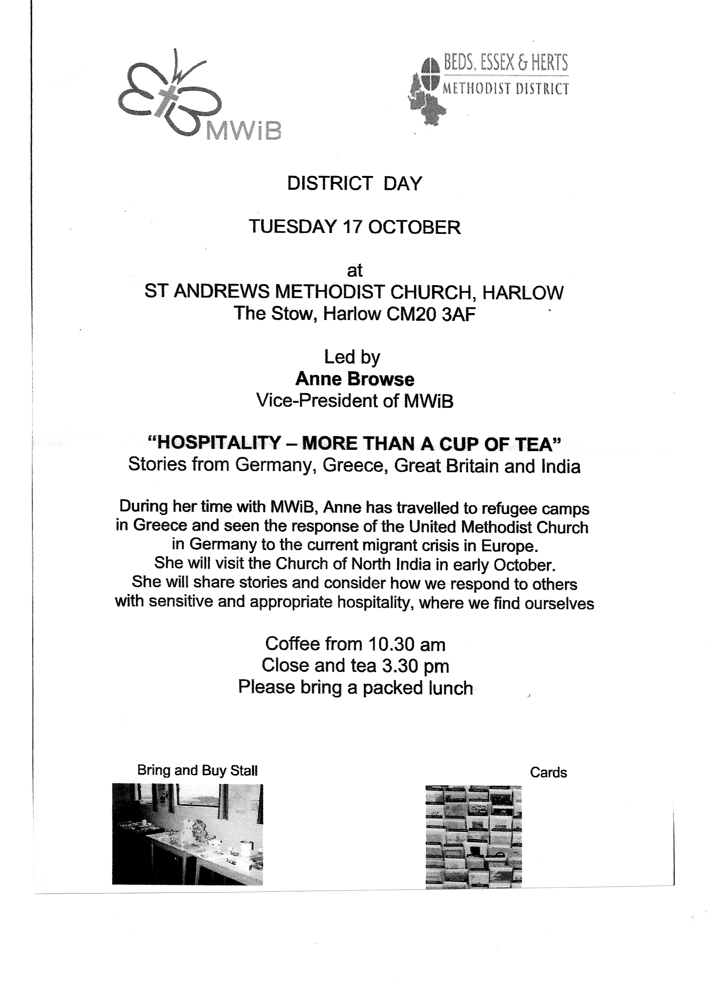 MWiB
BEDS, ESSEX & HERTS
METHODIST DISTRICT
DISTRICT DAY
TUESDAY 17 OCTOBER
at
ST ANDREWS METHODIST CHURCH, HARLOW
The Stow, Harlow CM20 3AF
Led by
Anne Browse
Vice-President of MWiB
“HOSPITALITY – MORE THAN A CUP OF TEA”
Stories from Germany, Greece, Great Britain and India
During her time with MWiB, Anne has travelled to refugee camps
in Greece and seen the response of the United Methodist Church
in Germany to the current migrant crisis in Europe.
She will visit the Church of North India in early October.
She will share stories and consider how we respond to others
with sensitive and appropriate hospitality, where we find ourselves
Coffee from 10.30 am
Close and tea 3.30 pm
Please bring a packed lunch
Bring and Buy Stall
Cards